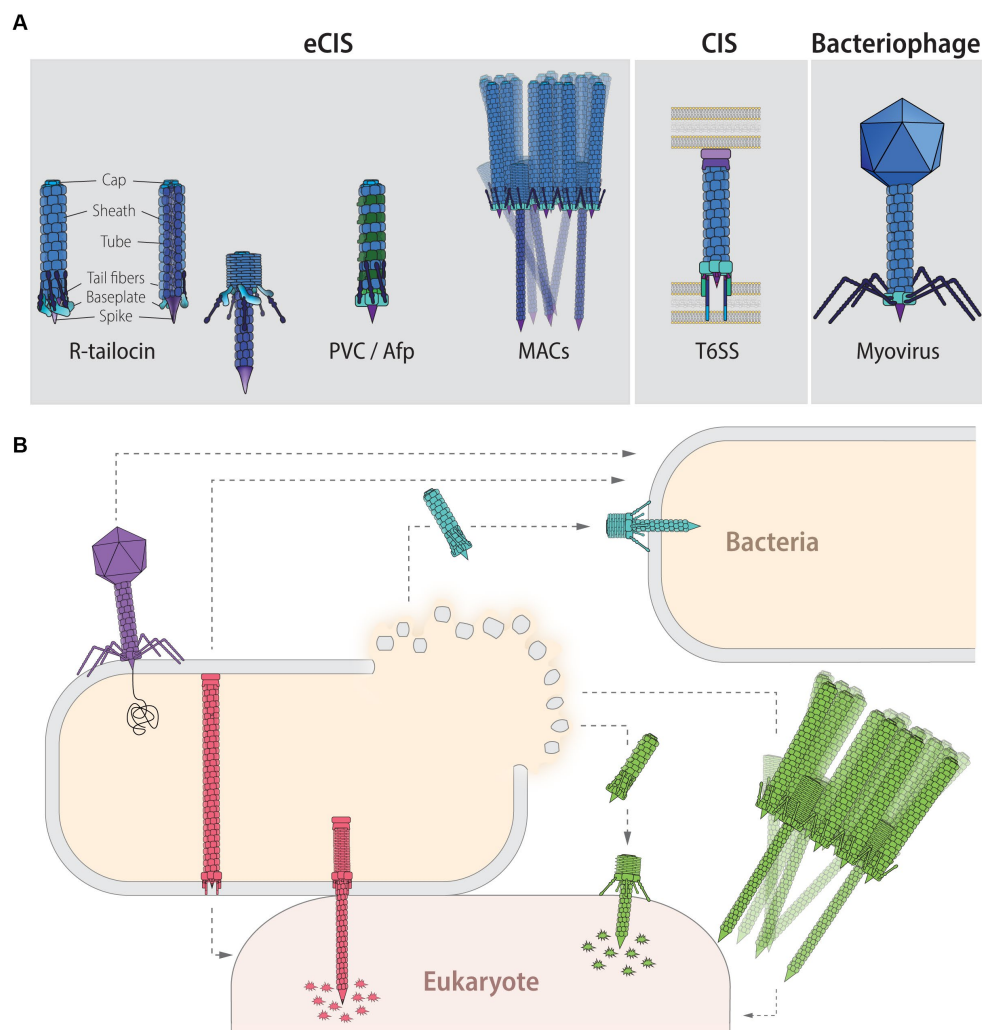 A
eCIS
CIS
Bacteriophage
Cap
Sheath
Tube
Tail fibers
Baseplate
Spike
R-tailocin
PVC / Afp
MACs
T6SS
Myovirus
B
Bacteria
Eukaryote